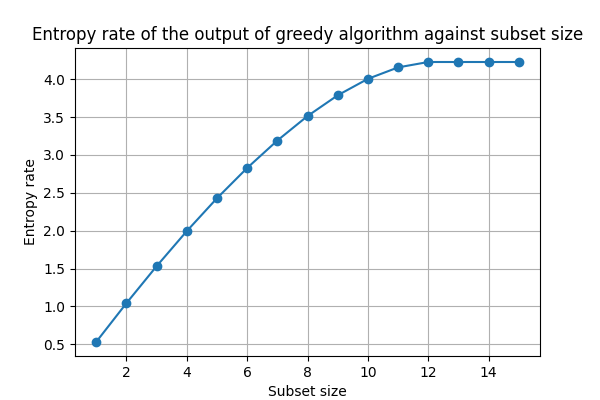 Entropy rate of the output of greedy algorithm against subset size
4.0
3.5
3.0
2.5
2.0
1.5
1.0
0.5
Entropy rate
2 4 6 8 10 12 14
Subset size